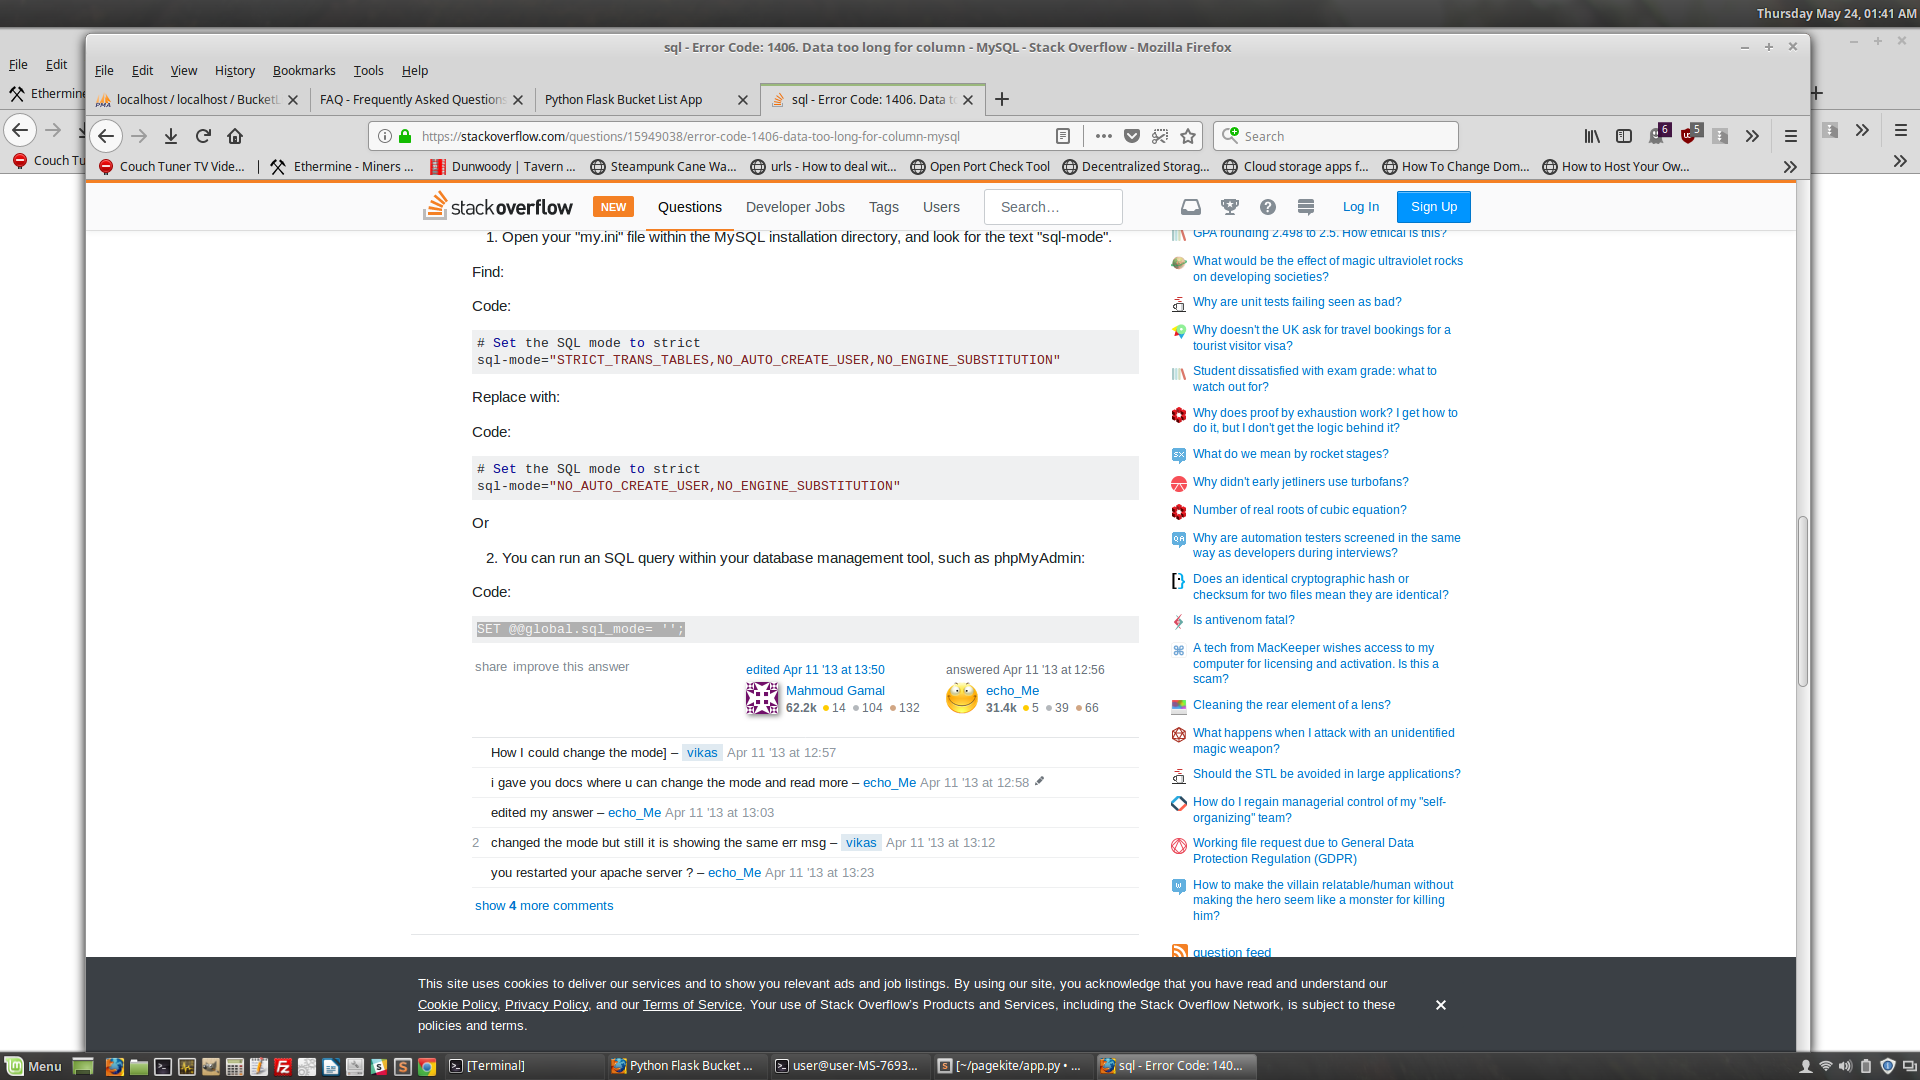 Thursday May 24, 01:41 AM
sql - Error Code: 1406. Data too long for column - MySQL - Stack Overflow - Mozilla Firefox
File Edit
File Edit View History Bookmarks Tools Help
Ethermine
localhost / localhost / BucketL
FAQ - Frequently Asked Questions
Python Flask Bucket List App
sql - Error Code: 1406. Data to
https://stackoverflow.com/questions/15949038/error-code-1406-data-too-long-for-column-mysql
Search
6
5
Couch Tu
Couch Tuner TV Vide...
Ethermine - Miners ...
Dunwoody | Tavern ...
Steampunk Cane Wa...
urls - How to deal wit...
Open Port Check Tool
Decentralized Storag...
Cloud storage apps f...
How To Change Dom...
How to Host Your Ow...
stackoverflow NEW Questions Developer Jobs Tags Users Search... Log In Sign Up
1. Open your "my.ini" file within the MySQL installation directory, and look for the text "sql-mode".
Find:
Code:
# Set the SQL mode to strict
sql-mode="STRICT_TRANS_TABLES,NO_AUTO_CREATE_USER,NO_ENGINE_SUBSTITUTION"
Replace with:
Code:
# Set the SQL mode to strict
sql-mode="NO_AUTO_CREATE_USER,NO_ENGINE_SUBSTITUTION"
Or
2. You can run an SQL query within your database management tool, such as phpMyAdmin:
Code:
SET @@global.sql_mode= '';
share improve this answer
edited Apr 11 '13 at 13:50
Mahmoud Gamal
62.2k 14 104 132
answered Apr 11 '13 at 12:56
echo_Me
31.4k 5 39 66
How I could change the mode] – vikas Apr 11 '13 at 12:57
i gave you docs where u can change the mode and read more – echo_Me Apr 11 '13 at 12:58
edited my answer – echo_Me Apr 11 '13 at 13:03
2 changed the mode but still it is showing the same err msg – vikas Apr 11 '13 at 13:12
you restarted your apache server ? – echo_Me Apr 11 '13 at 13:23
show 4 more comments
GPA rounding 2.498 to 2.5. How ethical is this?
What would be the effect of magic ultraviolet rocks
on developing societies?
Why are unit tests failing seen as bad?
Why doesn't the UK ask for travel bookings for a
tourist visitor visa?
Student dissatisfied with exam grade: what to
watch out for?
Why does proof by exhaustion work? I get how to
do it, but I don't get the logic behind it?
What do we mean by rocket stages?
Why didn't early jetliners use turbofans?
Number of real roots of cubic equation?
Why are automation testers screened in the same
way as developers during interviews?
Does an identical cryptographic hash or
checksum for two files mean they are identical?
Is antivenom fatal?
A tech from MacKeeper wishes access to my
computer for licensing and activation. Is this a
scam?
Cleaning the rear element of a lens?
What happens when I attack with an unidentified
magic weapon?
Should the STL be avoided in large applications?
How do I regain managerial control of my "self-
organizing" team?
Working file request due to General Data
Protection Regulation (GDPR)
How to make the villain relatable/human without
making the hero seem like a monster for killing
him?
question feed
This site uses cookies to deliver our services and to show you relevant ads and job listings. By using our site, you acknowledge that you have read and understand our
Cookie Policy, Privacy Policy, and our Terms of Service. Your use of Stack Overflow's Products and Services, including the Stack Overflow Network, is subject to these
policies and terms.
Menu
[Terminal]
Python Flask Bucket ...
user@user-MS-7693...
[~/pagekite/app.py • ...
sql - Error Code: 140...